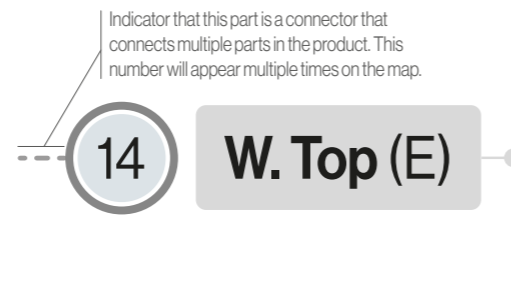 Indicator that this part is a connector that
connects multiple parts in the product. This
number will appear multiple times on the map.
14
W. Top (E)